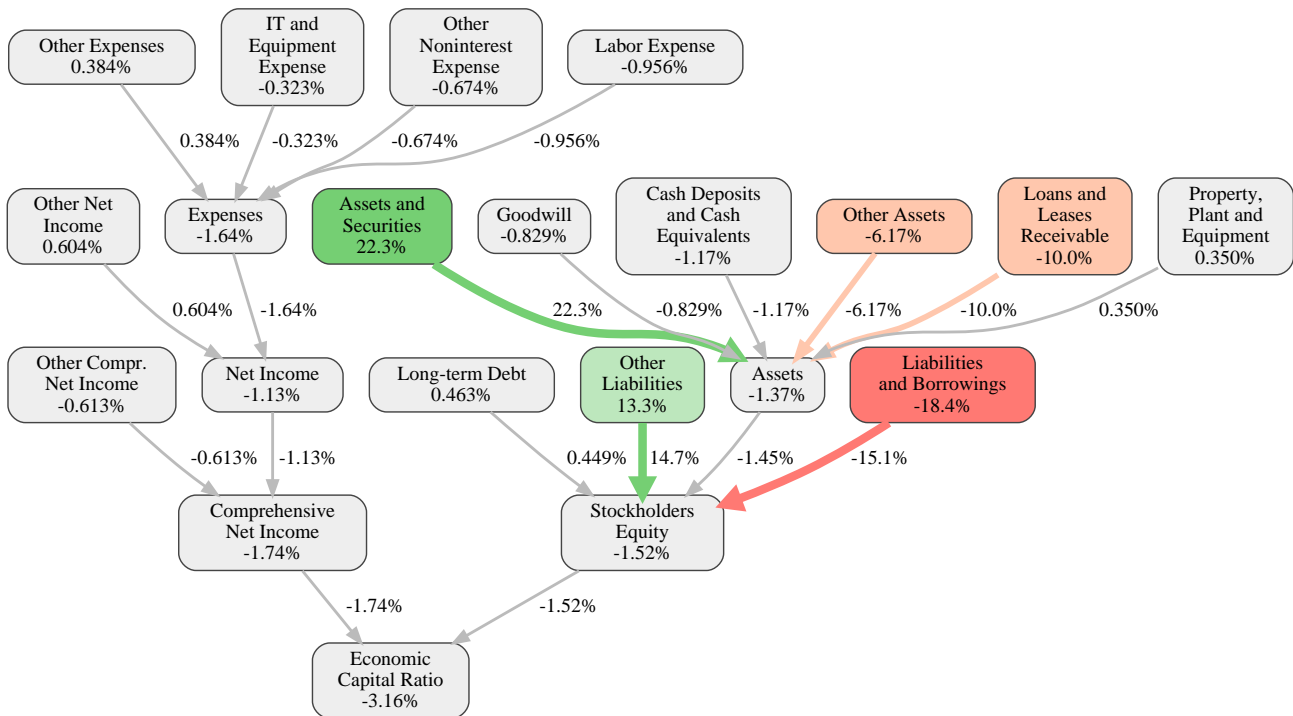 Other Expenses
0.384%
IT and
Equipment
Expense
-0.323%
Other
Noninterest
Expense
-0.674%
Labor Expense
-0.956%
0.384%
-0.323%
-0.674%
-0.956%
Other Net
Income
0.604%
Expenses
-1.64%
Assets and
Securities
22.3%
Goodwill
-0.829%
Cash Deposits
and Cash
Equivalents
-1.17%
Other Assets
-6.17%
Loans and
Leases
Receivable
-10.0%
Property,
Plant and
Equipment
0.350%
0.604%
-1.64%
22.3%
-0.829%
-1.17%
-6.17%
-10.0%
0.350%
Other Compr.
Net Income
-0.613%
Net Income
-1.13%
Long-term Debt
0.463%
Other
Liabilities
13.3%
Assets
-1.37%
Liabilities
and Borrowings
-18.4%
-0.613%
-1.13%
0.449%
14.7%
-1.45%
-15.1%
Comprehensive
Net Income
-1.74%
Stockholders
Equity
-1.52%
-1.74%
-1.52%
Economic
Capital Ratio
-3.16%